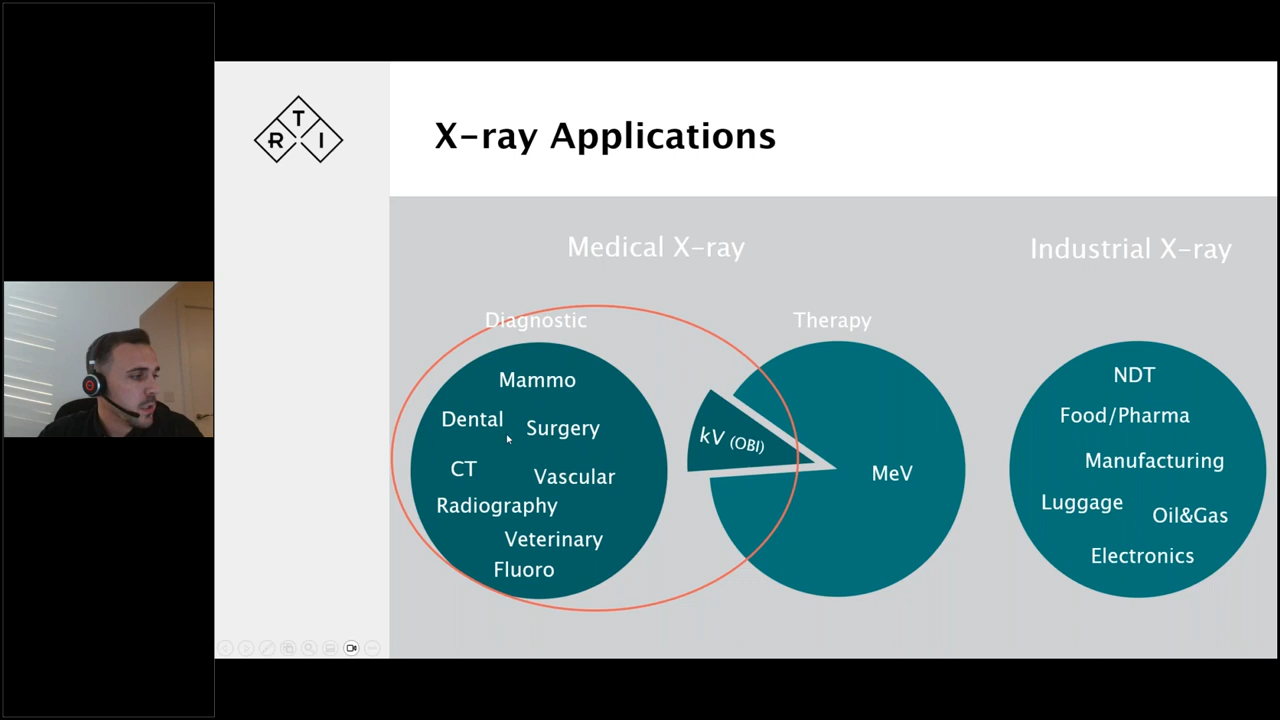 T
R I
X-ray Applications
Medical X-ray
Industrial X-ray
Diagnostic
Therapy
Mammo
Dental
Surgery
CT
Vascular
Radiography
Veterinary
Fluoro
kV (OBI)
MeV
NDT
Food/Pharma
Manufacturing
Luggage
Oil&Gas
Electronics